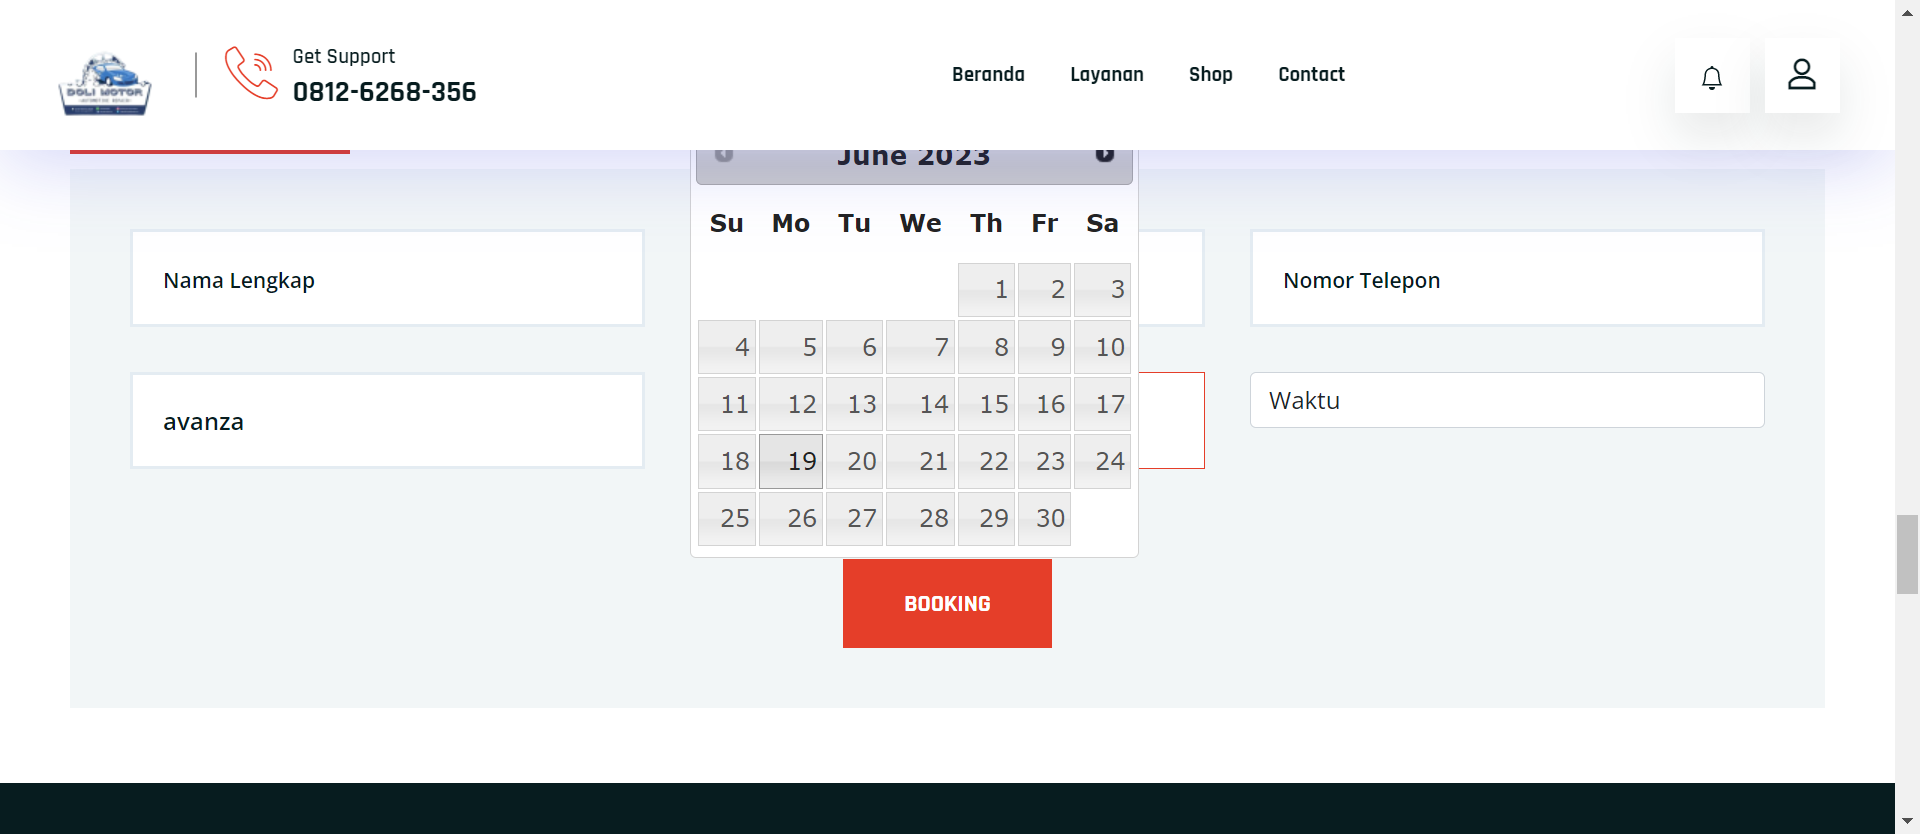 DOLI MOTOR
Get Support
0812-6268-356
Beranda
Layanan
Shop
Contact
June 2023
Su Mo Tu We Th Fr Sa
1 2 3
4 5 6 7 8 9 10
11 12 13 14 15 16 17
18 19 20 21 22 23 24
25 26 27 28 29 30
Nama Lengkap
Nomor Telepon
avanza
Waktu
BOOKING